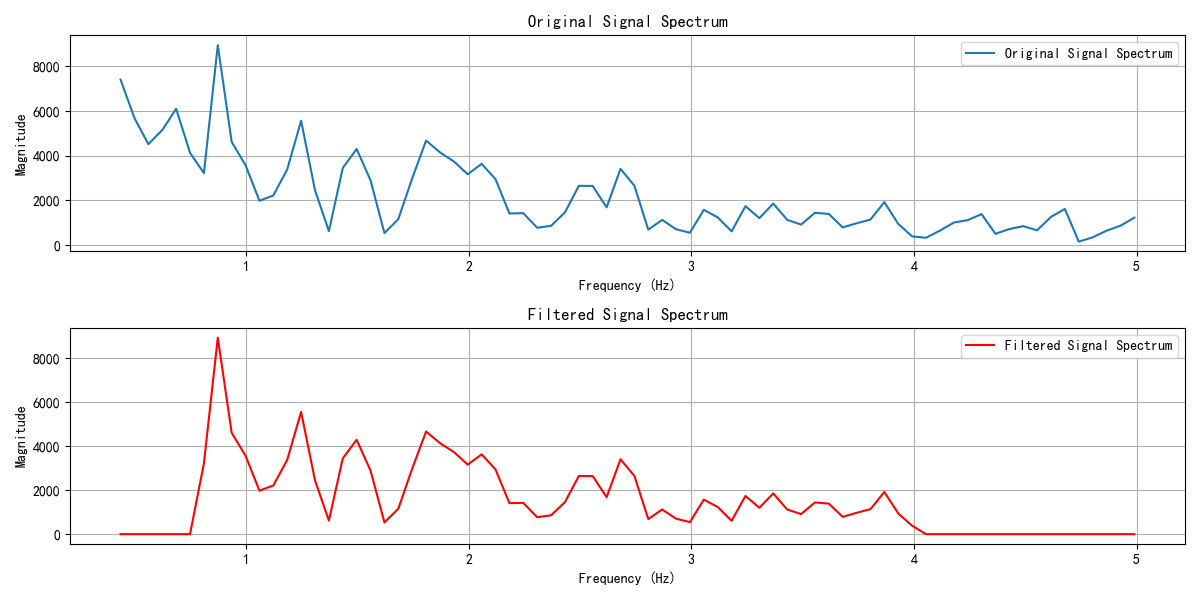 Original Signal Spectrum
Original Signal Spectrum
8000
6000
4000
2000
0
Magnitude
1 2 3 4 5
Frequency (Hz)
Filtered Signal Spectrum
Filtered Signal Spectrum
8000
6000
4000
2000
0
Magnitude
1 2 3 4 5
Frequency (Hz)